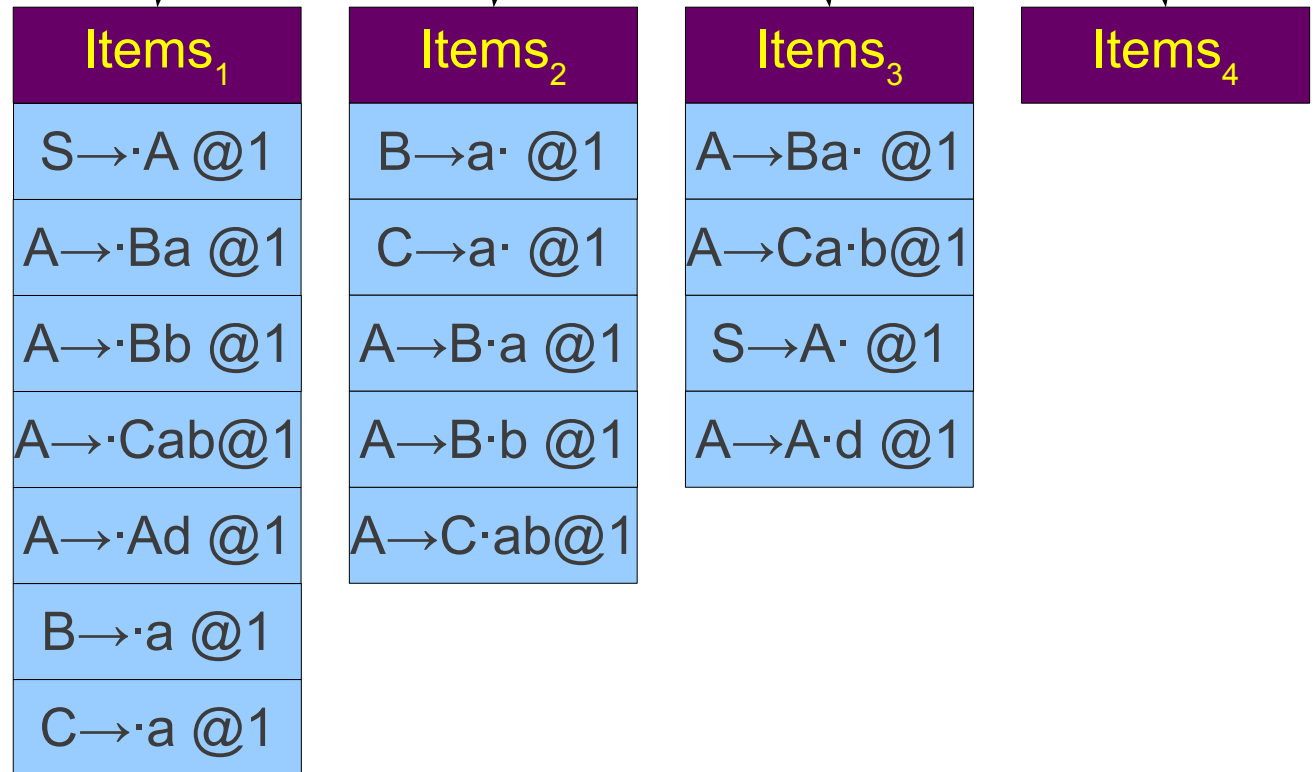 Items₁
S→·A @1
A→·Ba @1
A→·Bb @1
A→·Cab@1
A→·Ad @1
B→·a @1
C→·a @1
Items₂
B→a· @1
C→a· @1
A→B·a @1
A→B·b @1
A→C·ab@1
Items₃
A→Ba· @1
A→Ca·b@1
S→A· @1
A→A·d @1
Items₄